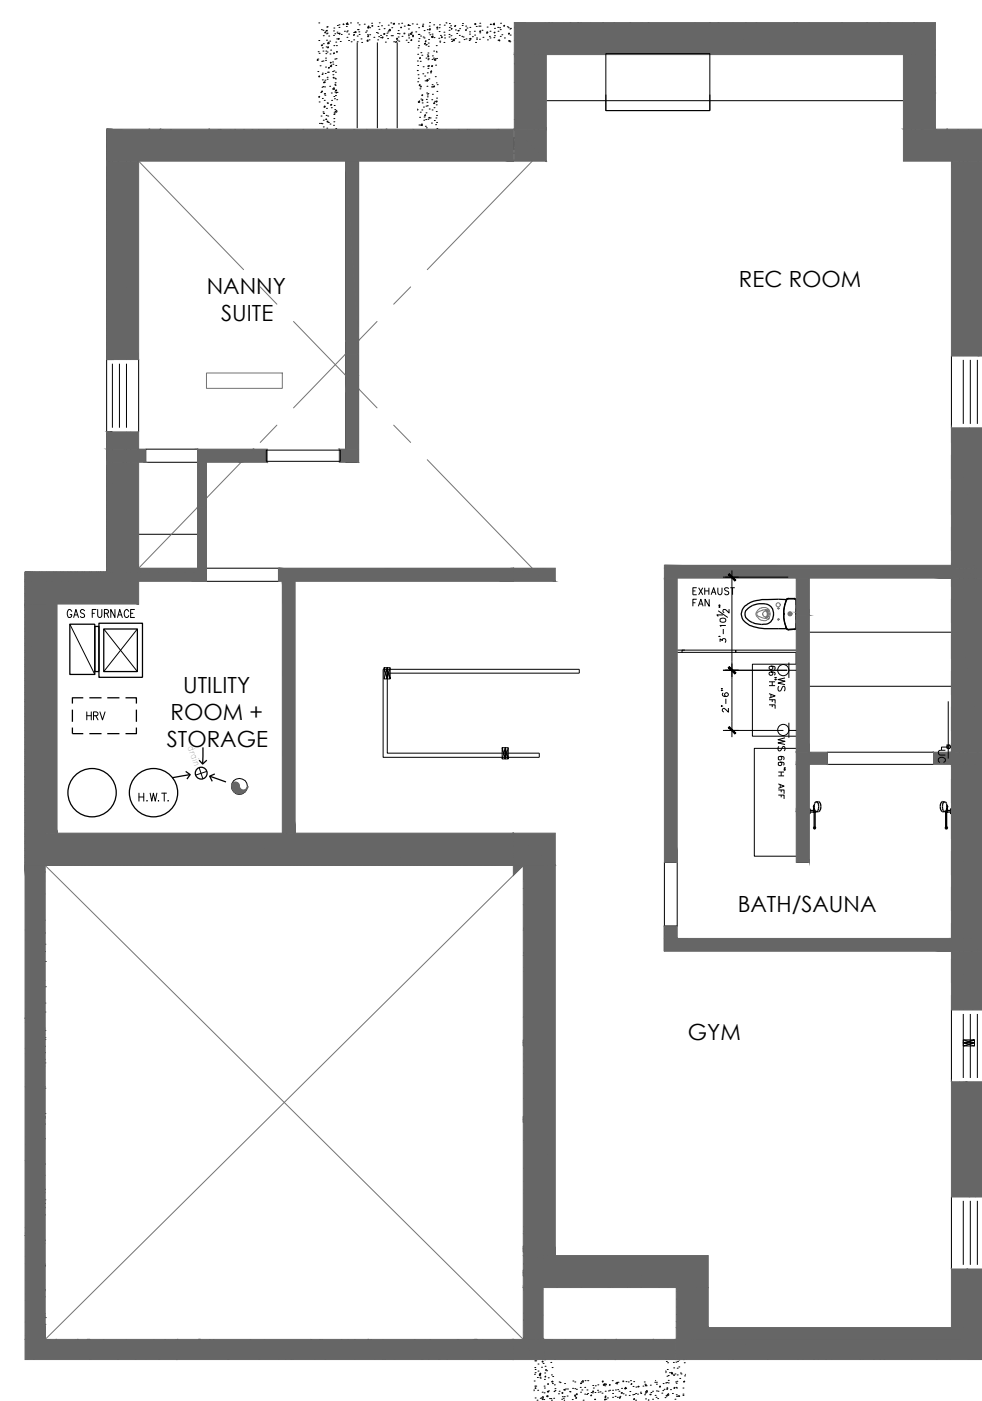 REC ROOM
NANNY
SUITE
EXHAUST
FAN
3'-10½"
GAS FURNACE
WS
66"H AFF
UTILITY
ROOM +
STORAGE
2'-6"
HRV
WS 66"H AFF
H.W.T.
BATH/SAUNA
GYM